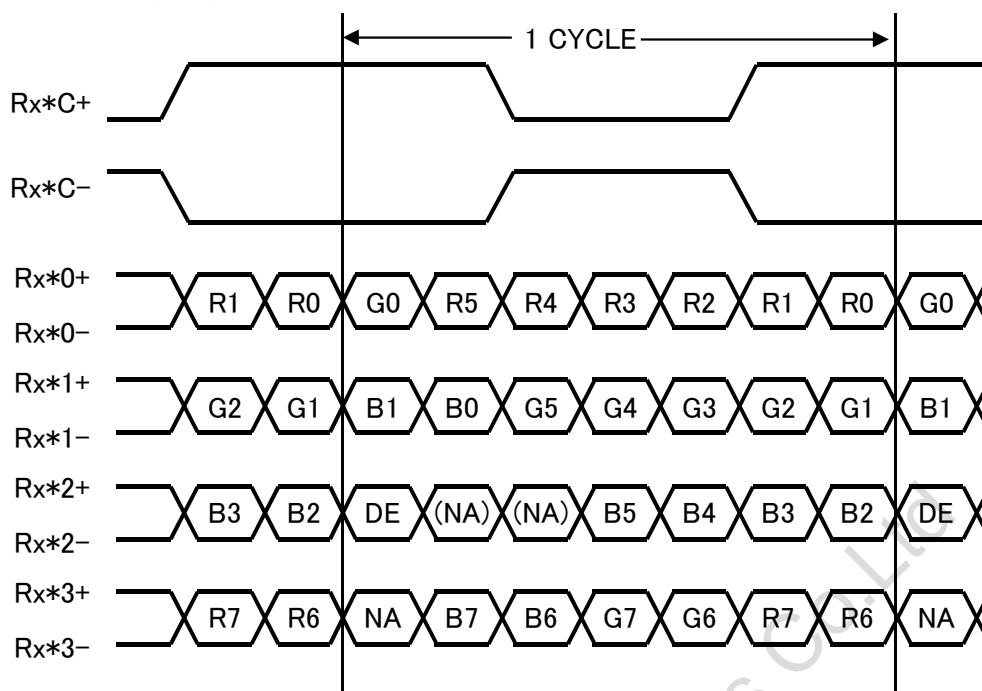 1 CYCLE
Rx*C+
Rx*C-
Rx*0+
R1 R0 G0 R5 R4 R3 R2 R1 R0 G0
Rx*0-
Rx*1+
G2 G1 B1 B0 G5 G4 G3 G2 G1 B1
Rx*1-
Rx*2+
B3 B2 DE (NA) (NA) B5 B4 B3 B2 DE
Rx*2-
Rx*3+
R7 R6 NA B7 B6 G7 G6 R7 R6 NA
Rx*3-
s Co.Ltd